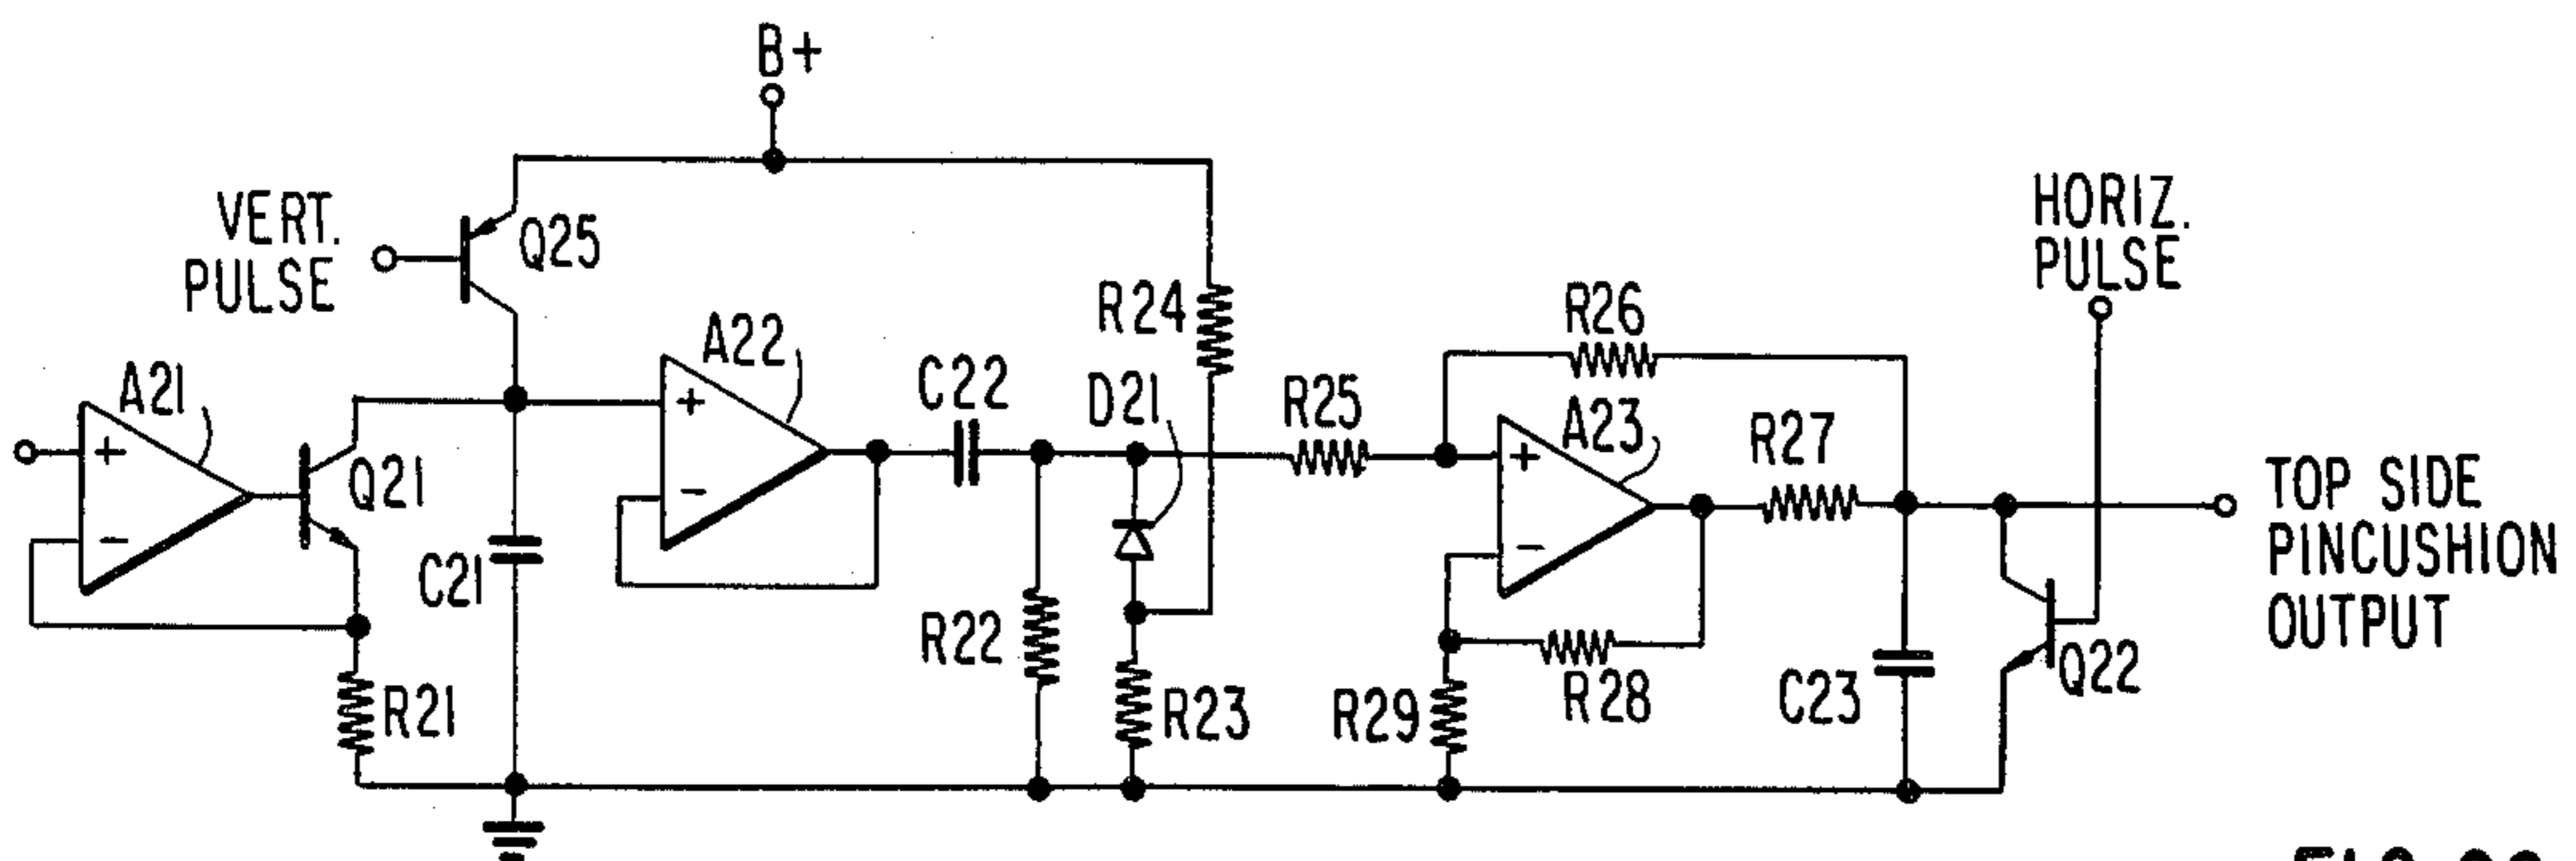 B+
VERT.
PULSE
Q25
HORIZ.
PULSE
A21
A22
C22
D21
R24
R25
R26
A23
R27
Q21
C21
R21
R22
R23
R29
R28
C23
Q22
TOP SIDE
PINCUSHION
OUTPUT
+
−
+
−
+
−